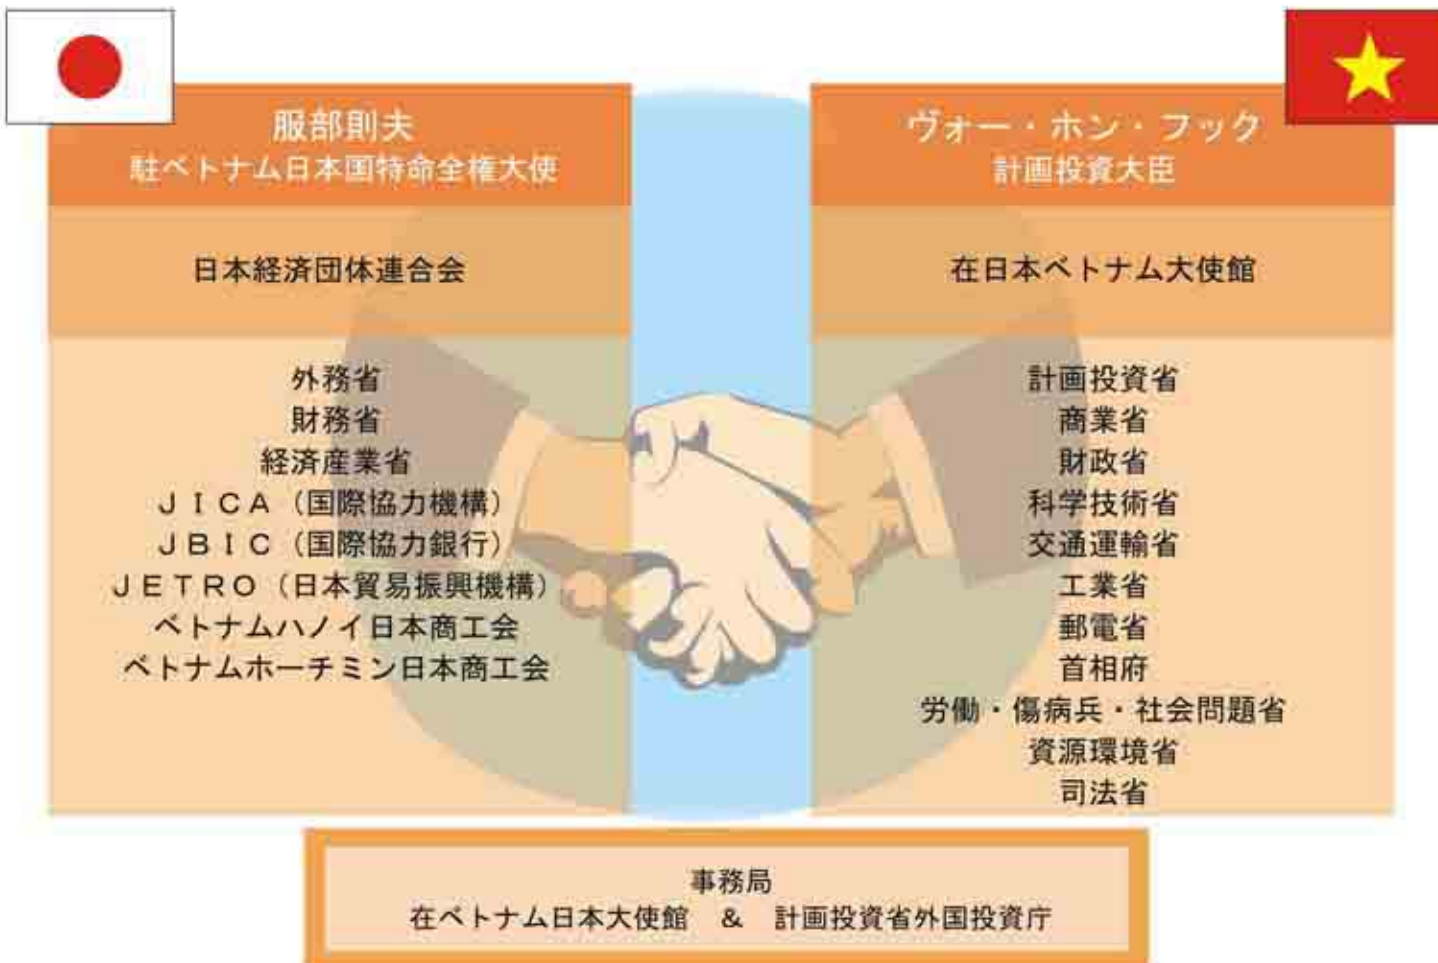 服部則夫
駐ベトナム日本国特命全権大使
日本経済団体連合会
外務省
財務省
経済産業省
ＪＩＣＡ（国際協力機構）
ＪＢＩＣ（国際協力銀行）
ＪＥＴＲＯ（日本貿易振興機構）
ベトナムハノイ日本商工会
ベトナムホーチミン日本商工会
ヴォー・ホン・フック
計画投資大臣
在日本ベトナム大使館
計画投資省
商業省
財政省
科学技術省
交通運輸省
工業省
郵電省
首相府
労働・傷病兵・社会問題省
資源環境省
司法省
事務局
在ベトナム日本大使館　＆　計画投資省外国投資庁